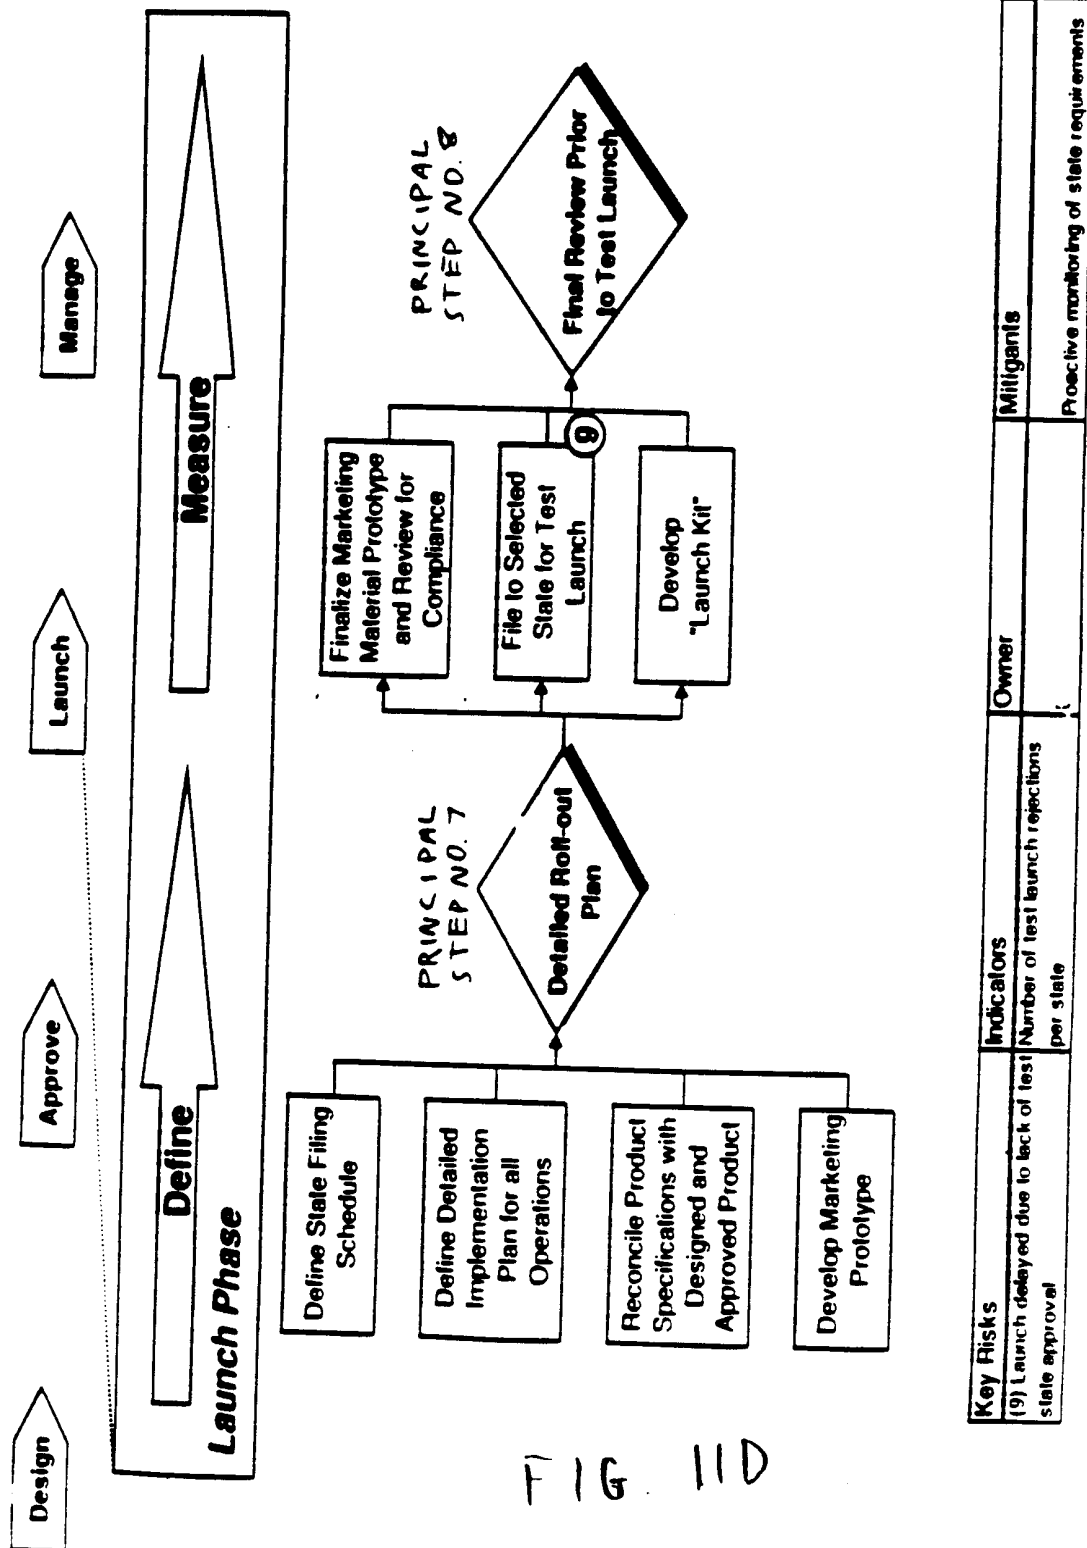 Design
Approve
Launch
Manage
Define
Measure
Launch Phase
Define State Filing
Schedule
Define Detailed
Implementation
Plan for all
Operations
Reconcile Product
Specifications with
Designed and
Approved Product
Develop Marketing
Prototype
PRINCIPAL
STEP NO. 7
Detailed Roll-out
Plan
Finalize Marketing
Material Prototype
and Review for
Compliance
File to Selected
State for Test
Launch
9
Develop
"Launch Kit"
PRINCIPAL
STEP NO. 8
Final Review Prior
to Test Launch
FIG. 11D
Key Risks
Indicators
Owner
Mitigants
(9) Launch delayed due to lack of test
state approval
Number of test launch rejections
per state
Proactive monitoring of state requirements